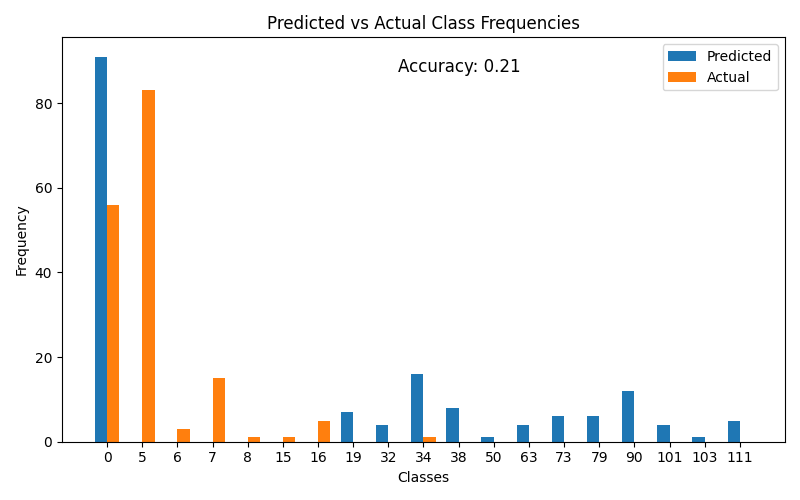 Predicted vs Actual Class Frequencies
Accuracy: 0.21
Predicted
Actual
Frequency
80
60
40
20
0
0 5 6 7 8 15 16 19 32 34 38 50 63 73 79 90 101 103 111
Classes